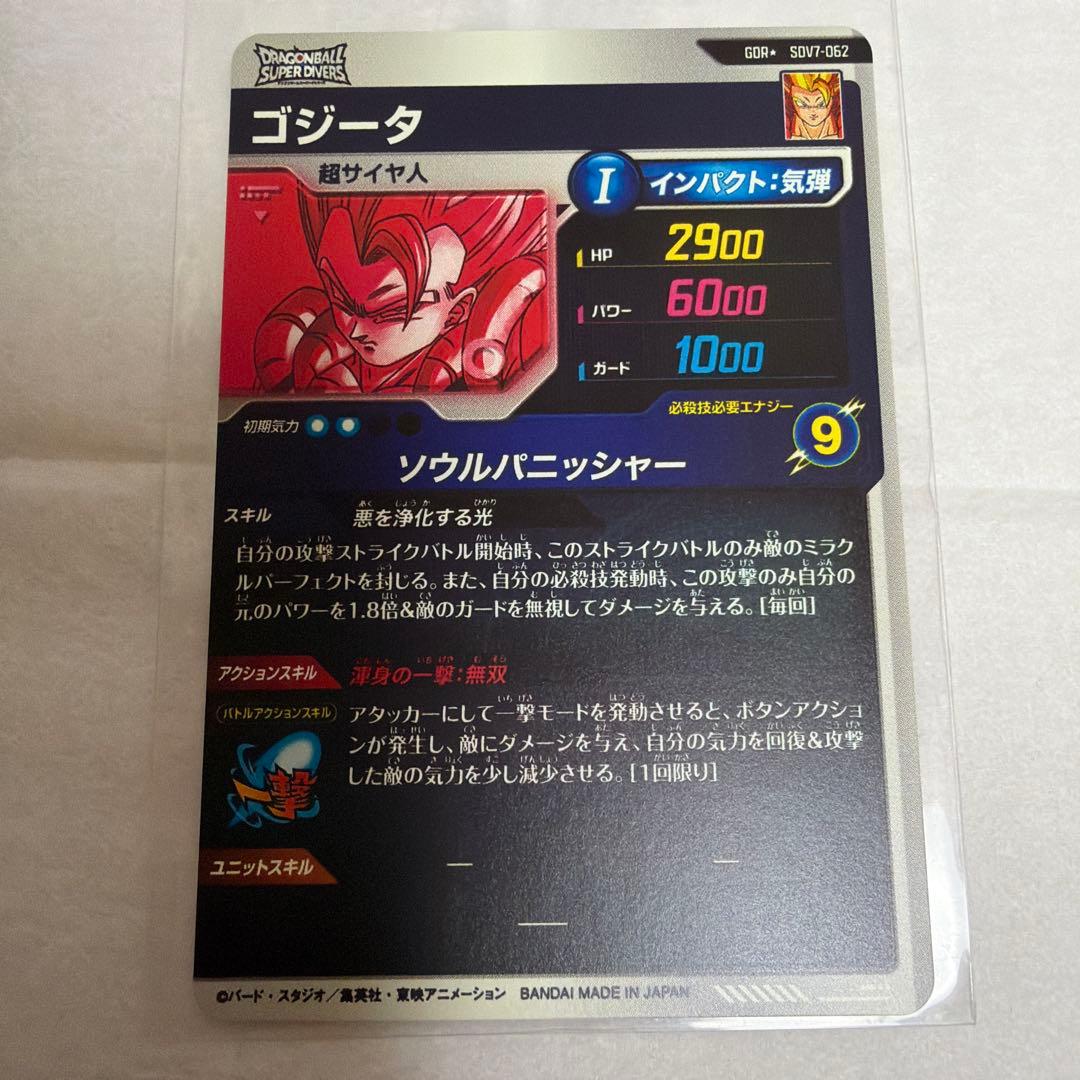 DRAGONBALL
SUPER DIVERS
GDR★ SDV7-062
ゴジータ
超サイヤ人
I インパクト:気弾
HP 2900
パワー 6000
ガード 1000
初期気力
必殺技必要エナジー
9
ソウルパニッシャー
スキル 悪を浄化する光
自分の攻撃ストライクバトル開始時、このストライクバトルのみ敵のミラク
ルパーフェクトを封じる。また、自分の必殺技発動時、この攻撃のみ自分の
元のパワーを1.8倍&敵のガードを無視してダメージを与える。[毎回]
アクションスキル 渾身の一撃:無双
バトルアクションスキル
アタッカーにして一撃モードを発動させると、ボタンアクショ
ンが発生し、敵にダメージを与え、自分の気力を回復&攻撃
した敵の気力を少し減少させる。[1回限り]
一撃
ユニットスキル
©バード・スタジオ/集英社・東映アニメーション BANDAI MADE IN JAPAN